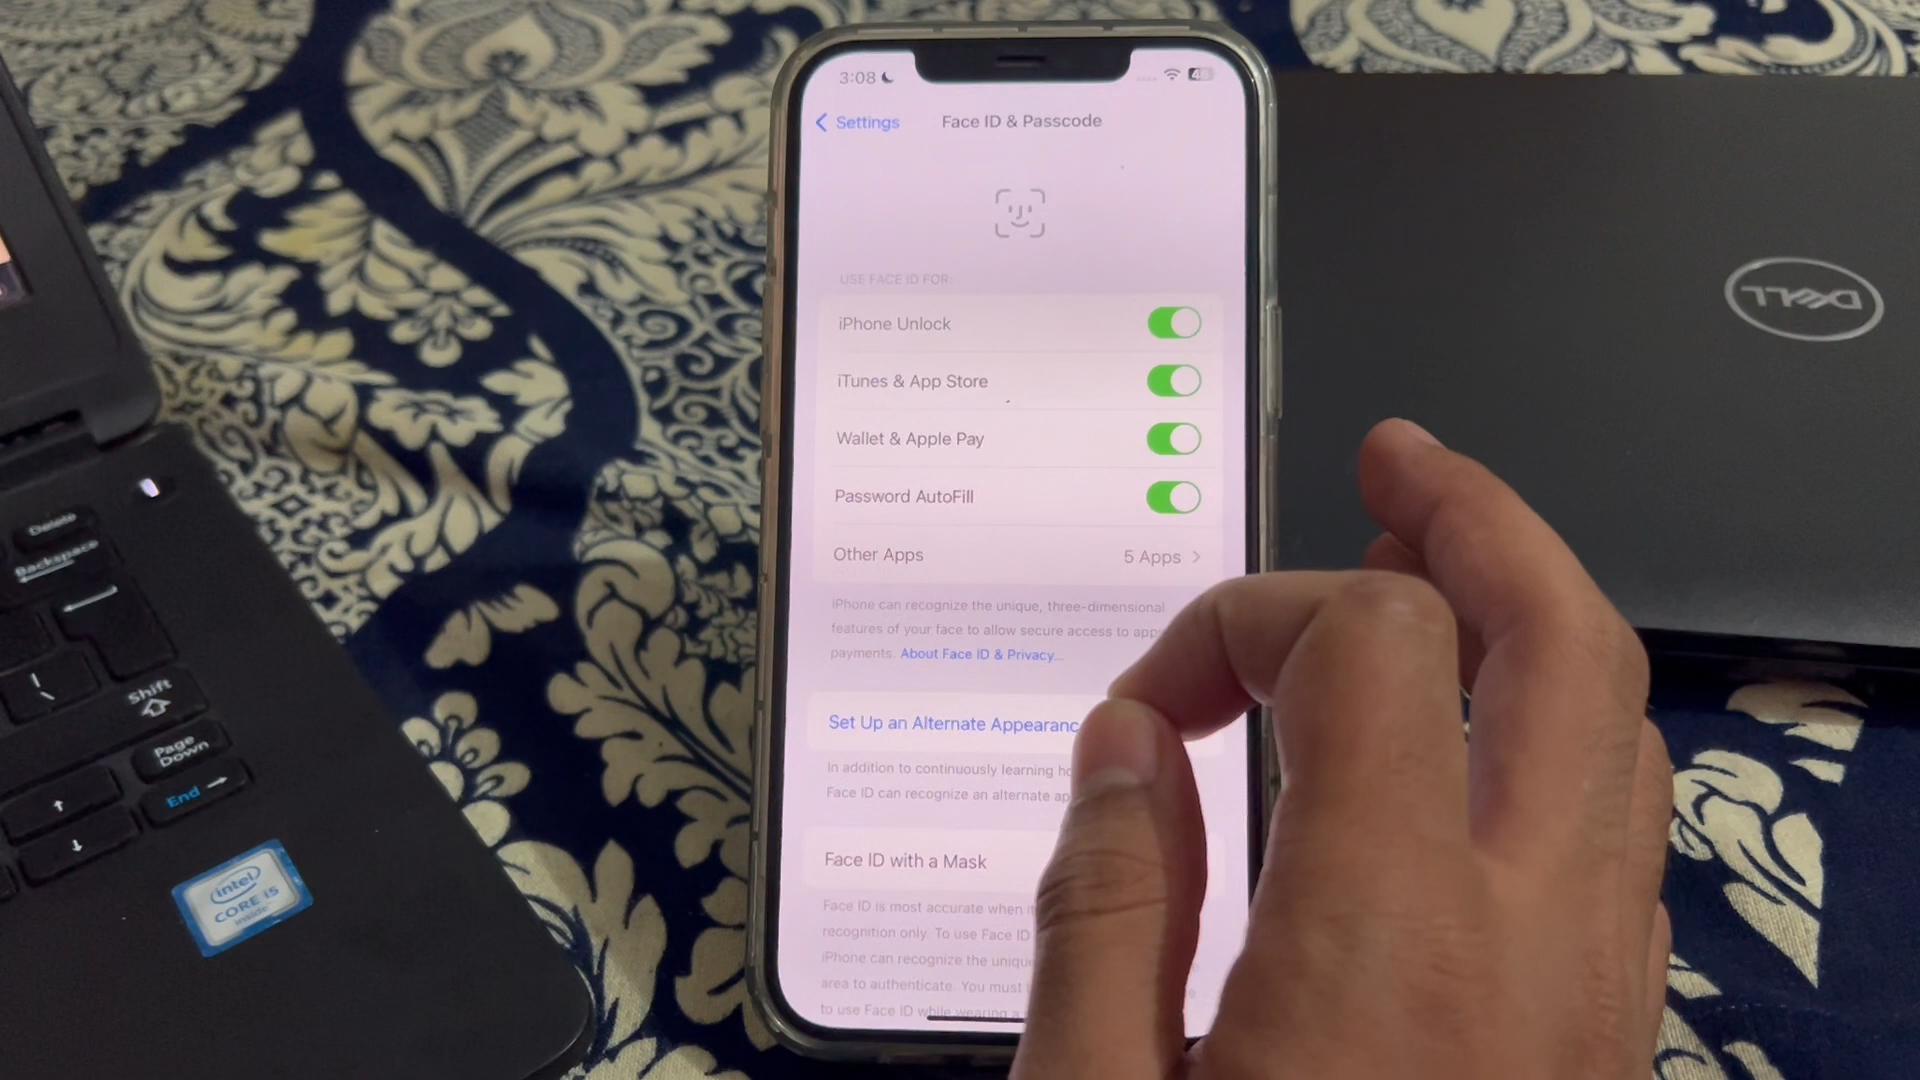 3:08
48
Settings
Face ID & Passcode
USE FACE ID FOR:
iPhone Unlock
iTunes & App Store
Wallet & Apple Pay
Password AutoFill
Other Apps
5 Apps
iPhone can recognize the unique, three-dimensional
features of your face to allow secure access to
payments. About Face ID & Privacy...
Set Up an Alternate
In addition to continuously learning
Face ID can recognize an alternate
Face ID with a Mask
Face ID is most accurate when
recognition only. To use Face ID
iPhone can recognize the
area to authenticate. You must
to use Face ID while wearing a
DELL
Delete
Backspace
Shift
Page
Down
End
intel
CORE i5
inside